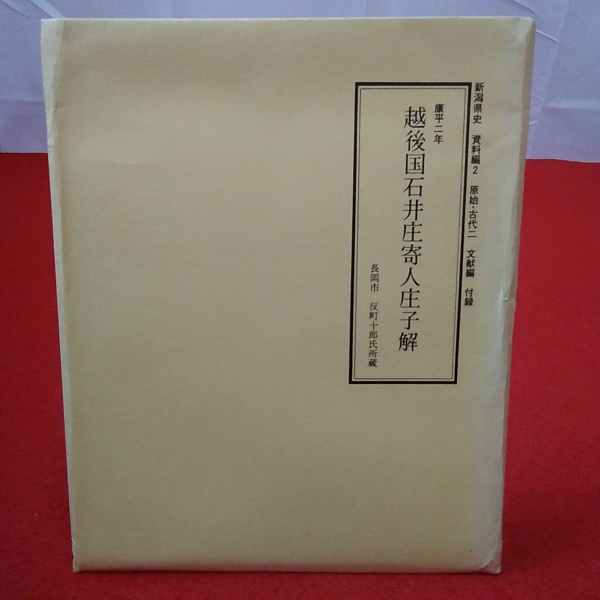 新潟県史 資料編2 原始・古代二 文献編 付録
康平二年
越後国石井庄寄人庄子解
長岡市 反町十郎氏所蔵